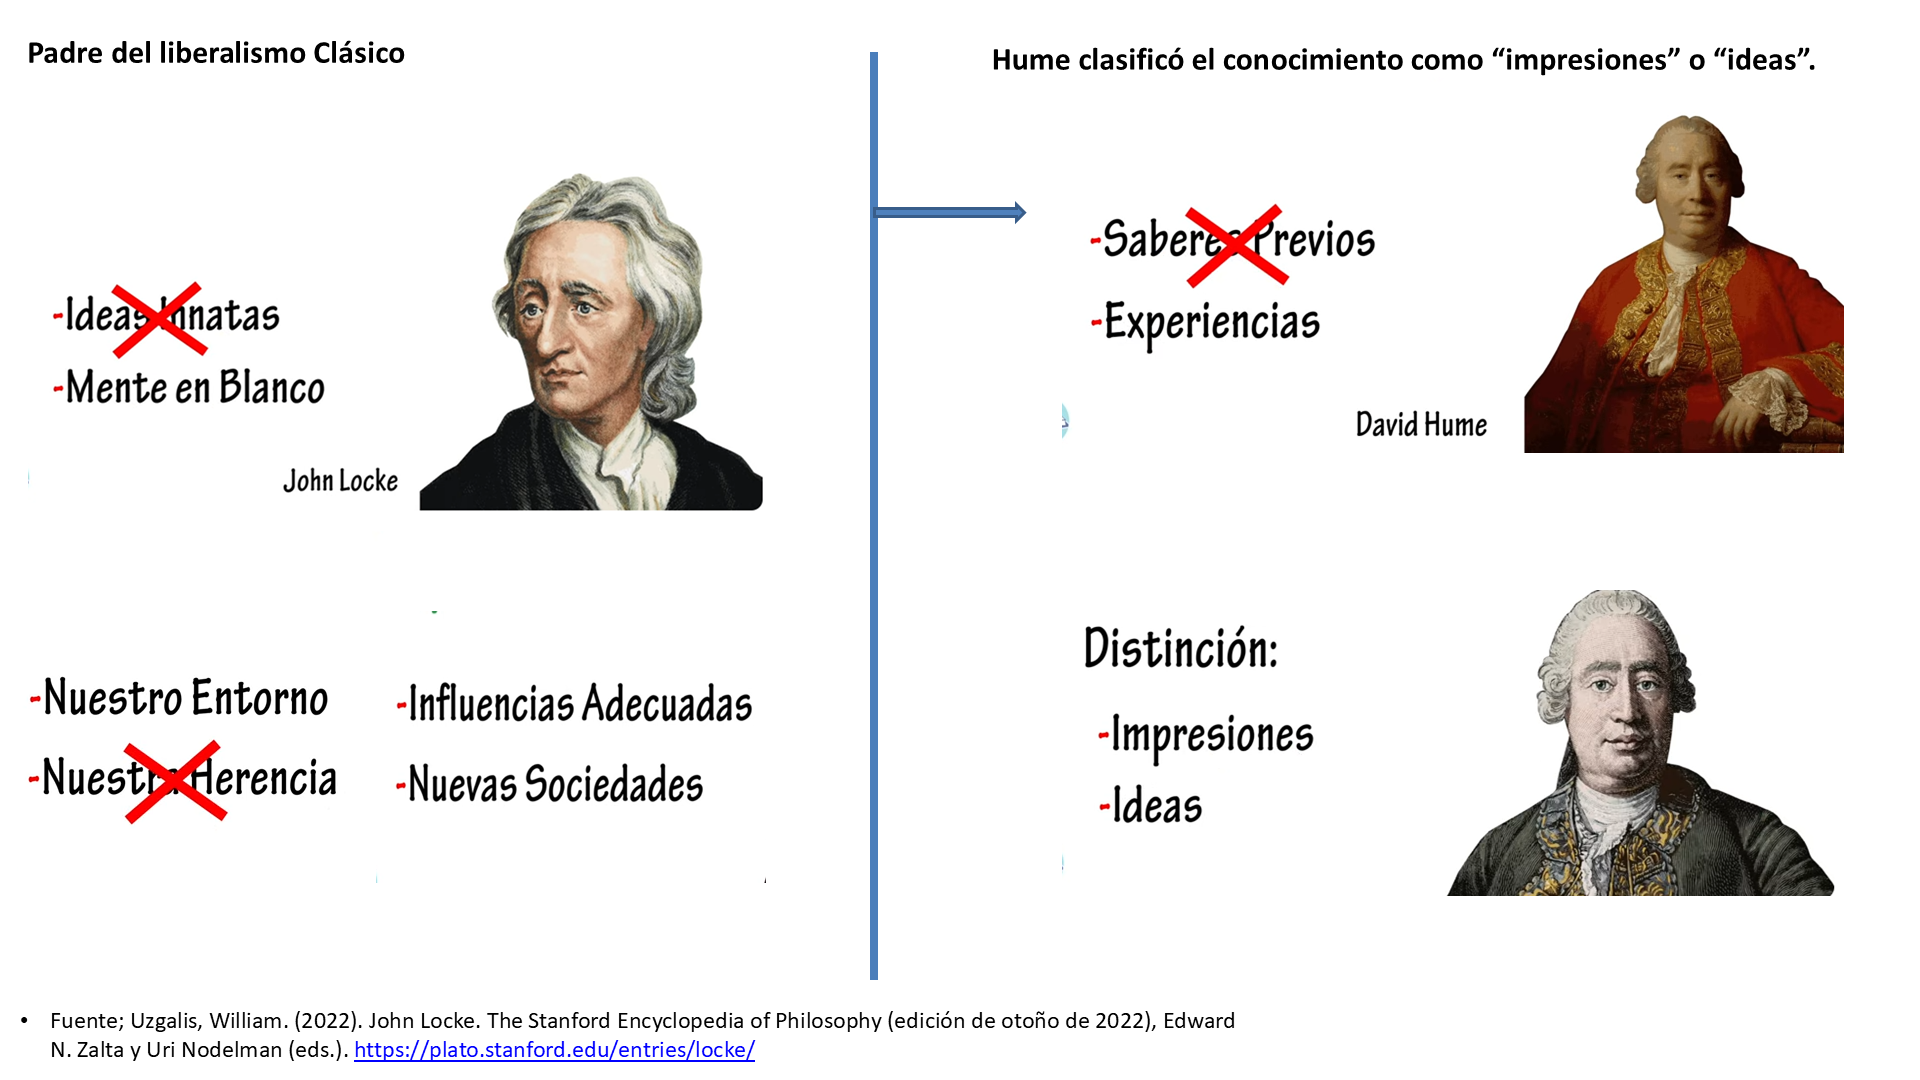 Padre del liberalismo Clásico
-Ideas Innatas
-Mente en Blanco
John Locke
-Nuestro Entorno
-Nuestra Herencia
-Influencias Adecuadas
-Nuevas Sociedades
Hume clasificó el conocimiento como “impresiones” o “ideas”.
-Saberes Previos
-Experiencias
David Hume
Distinción:
-Impresiones
-Ideas
• Fuente; Uzgalis, William. (2022). John Locke. The Stanford Encyclopedia of Philosophy (edición de otoño de 2022), Edward
N. Zalta y Uri Nodelman (eds.). https://plato.stanford.edu/entries/locke/